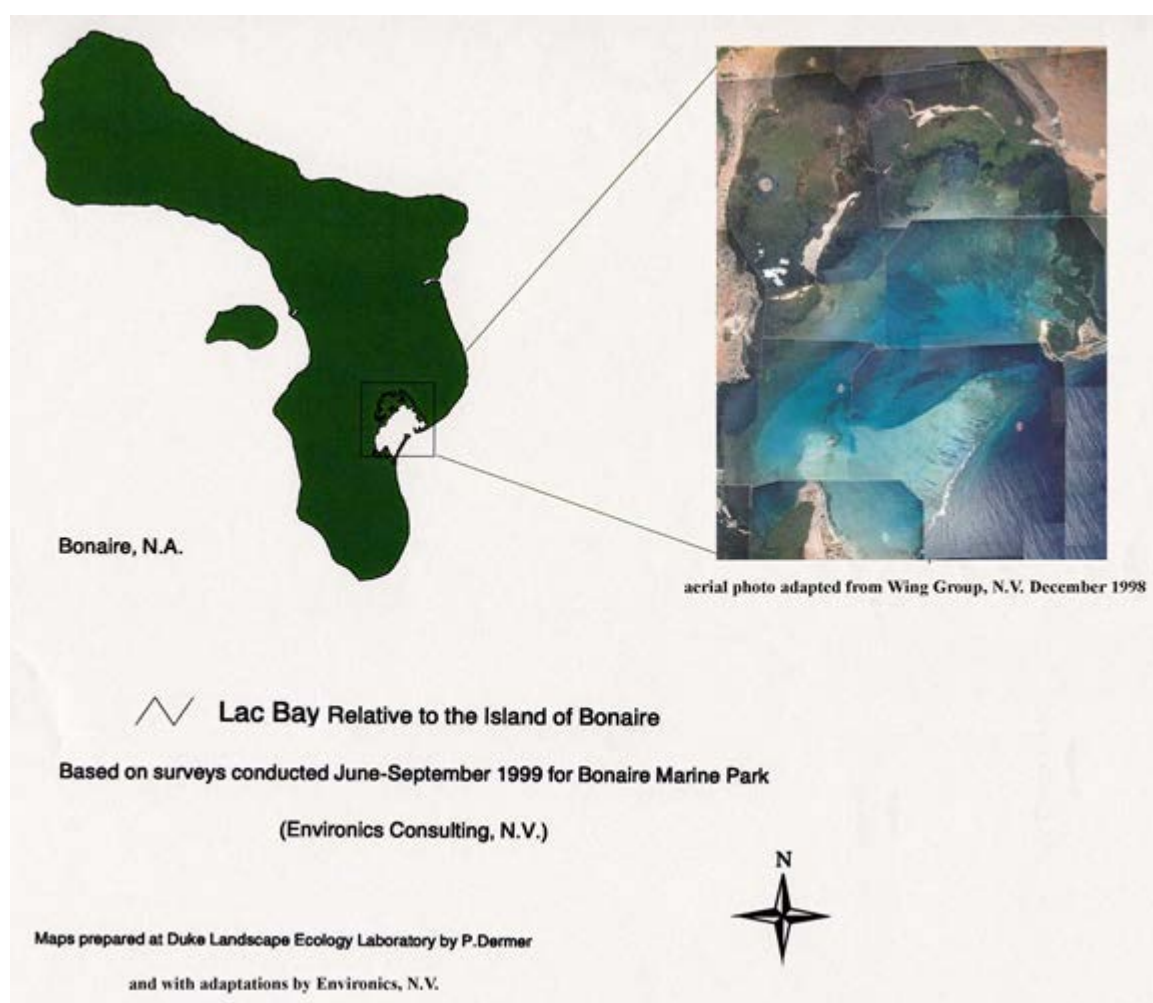 Bonaire, N.A.
aerial photo adapted from Wing Group, N.V. December 1998
Lac Bay Relative to the Island of Bonaire
Based on surveys conducted June-September 1999 for Bonaire Marine Park
(Environics Consulting, N.V.)
N
Maps prepared at Duke Landscape Ecology Laboratory by P.Dermer
and with adaptations by Environics, N.V.